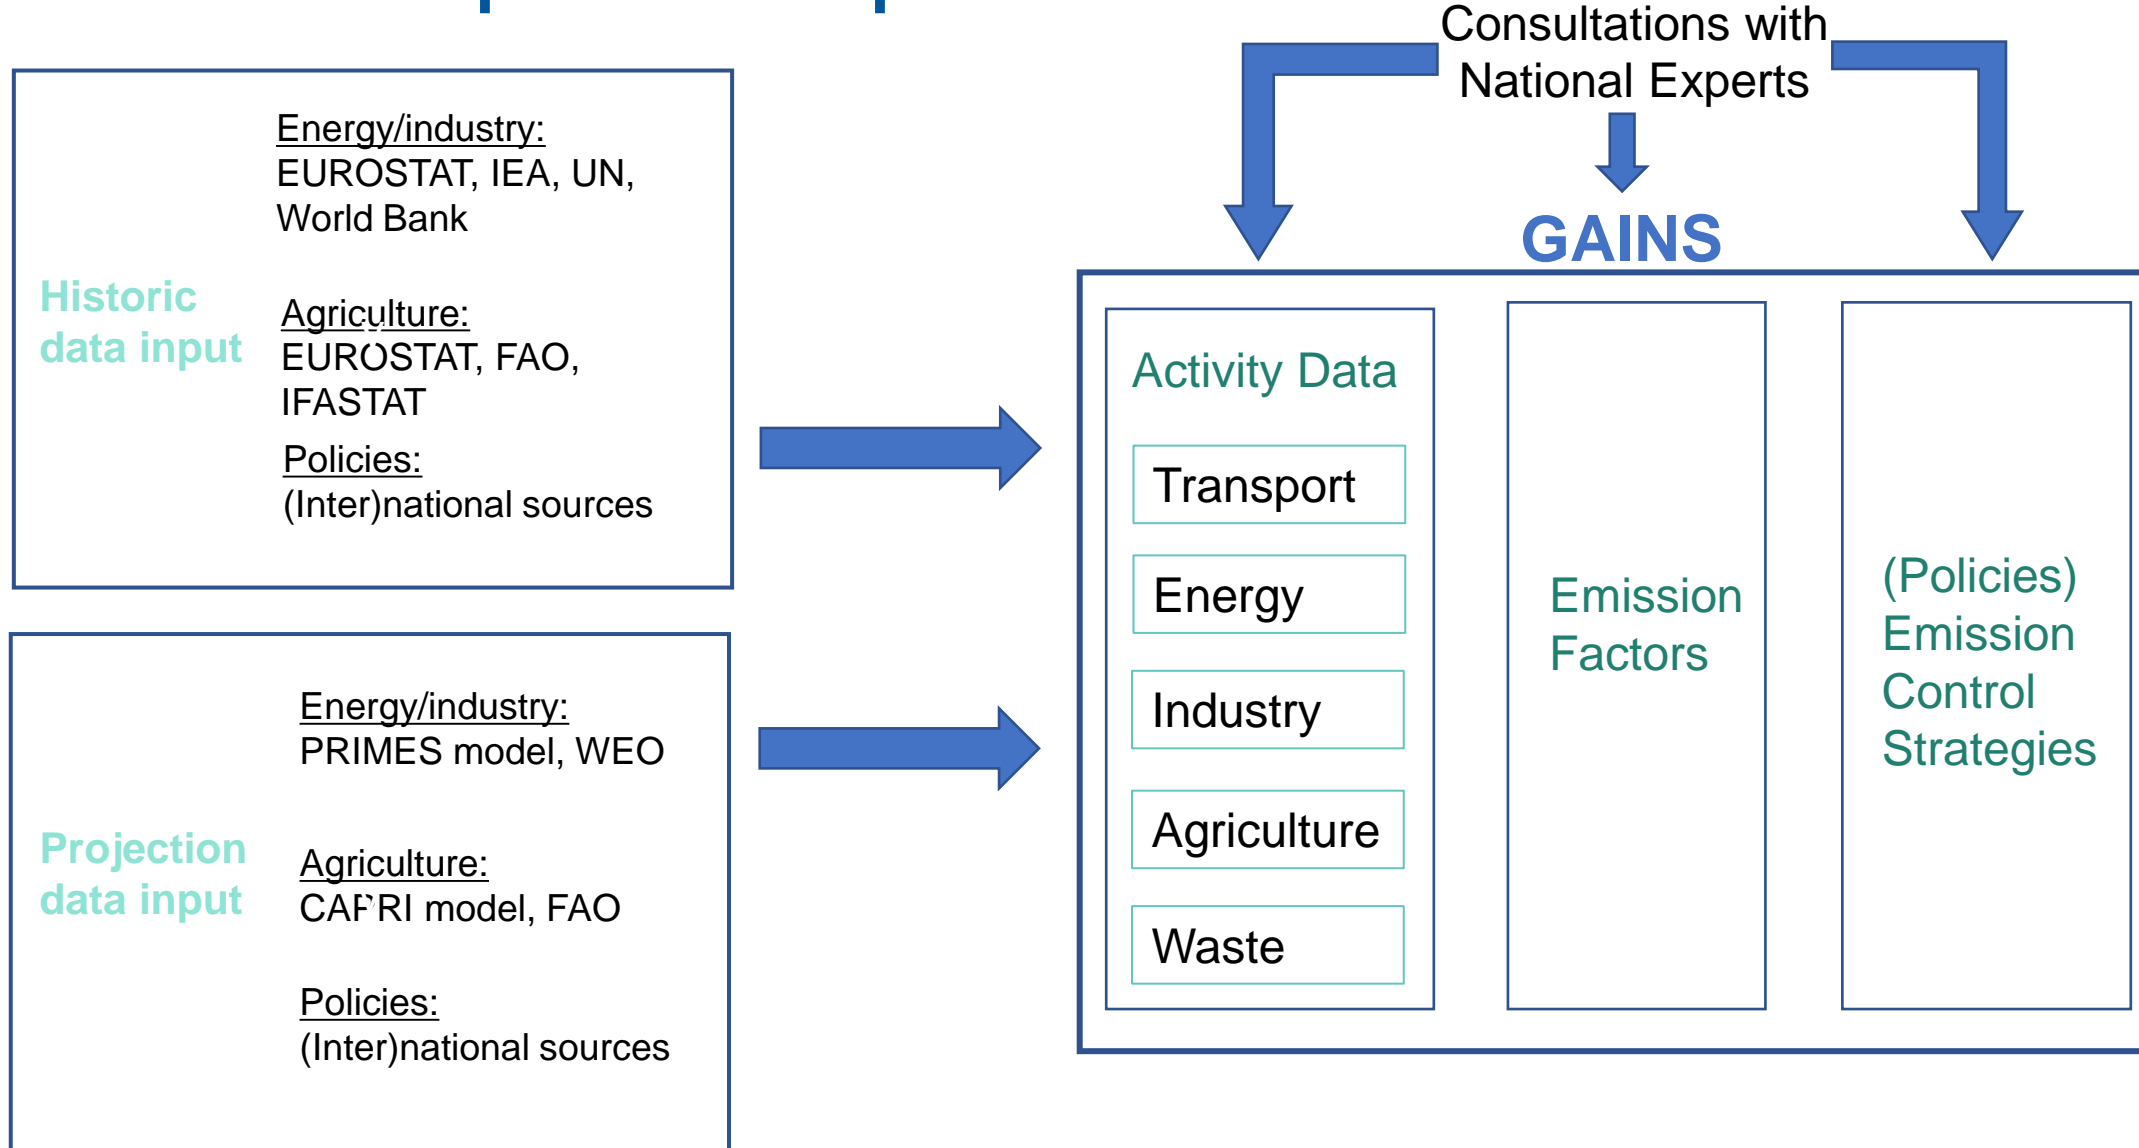 Consultations with
National Experts
Energy/industry:
EUROSTAT, IEA, UN,
World Bank
Historic
data input
Agriculture:
EUROSTAT, FAO,
IFASTAT
Policies:
(Inter)national sources
Projection
data input
Energy/industry:
PRIMES model, WEO
Agriculture:
CAPRI model, FAO
Policies:
(Inter)national sources
GAINS
Activity Data
Transport
Energy
Industry
Agriculture
Waste
Emission
Factors
(Policies)
Emission
Control
Strategies